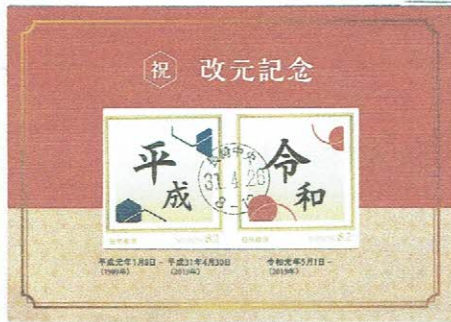 祝 改元記念
平成
令和
31.4.26
82
82
平成元年1月8日 - 平成31年4月30日
(1989年) (2019年)
令和元年5月1日 -
(2019年)